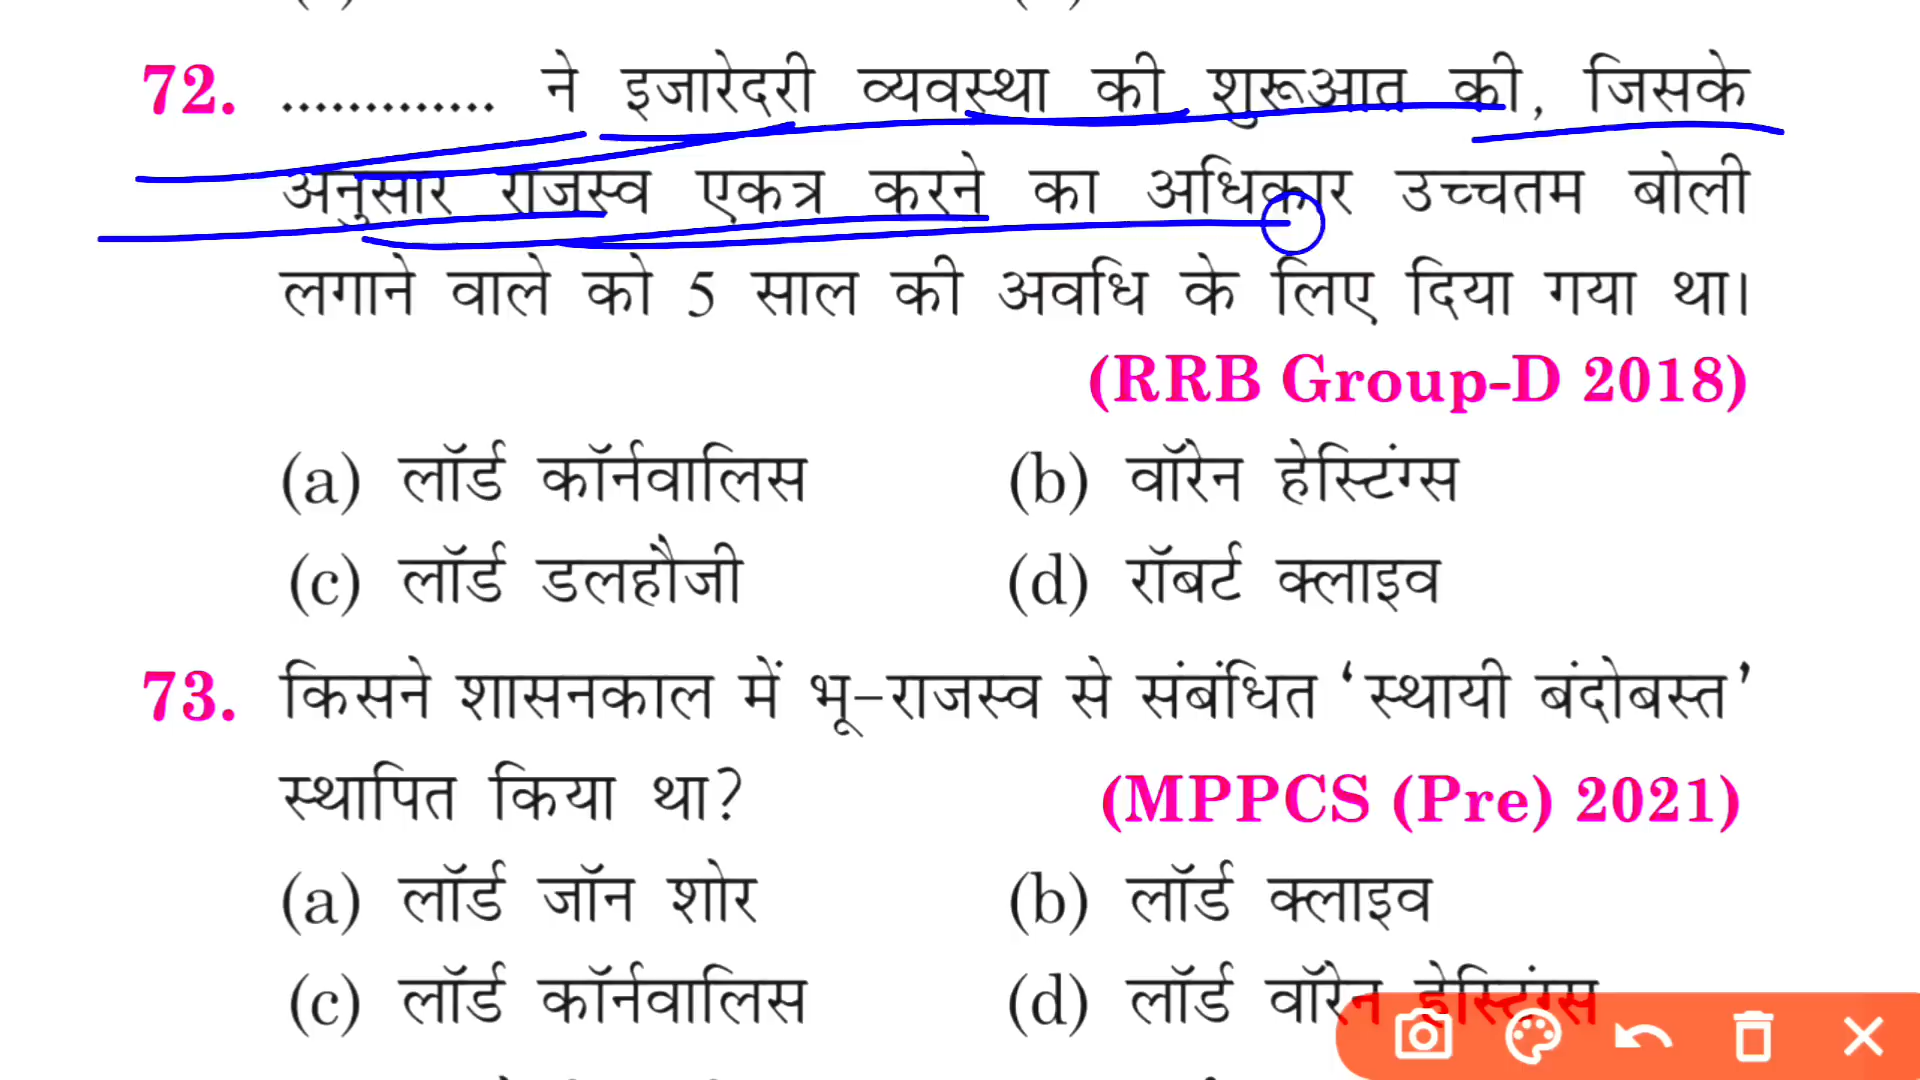 72. ............. ने इजारेदरी व्यवस्था की शुरूआत की, जिसके
अनुसार राजस्व एकत्र करने का अधिकार उच्चतम बोली
लगाने वाले को 5 साल की अवधि के लिए दिया गया था।
(RRB Group-D 2018)
(a) लॉर्ड कॉर्नवालिस (b) वॉरेन हेस्टिंग्स
(c) लॉर्ड डलहौजी (d) रॉबर्ट क्लाइव
73. किसने शासनकाल में भू-राजस्व से संबंधित ‘स्थायी बंदोबस्त’
स्थापित किया था? (MPPCS (Pre) 2021)
(a) लॉर्ड जॉन शोर (b) लॉर्ड क्लाइव
(c) लॉर्ड कॉर्नवालिस (d) लॉर्ड वॉरेन हेस्टिंग्स